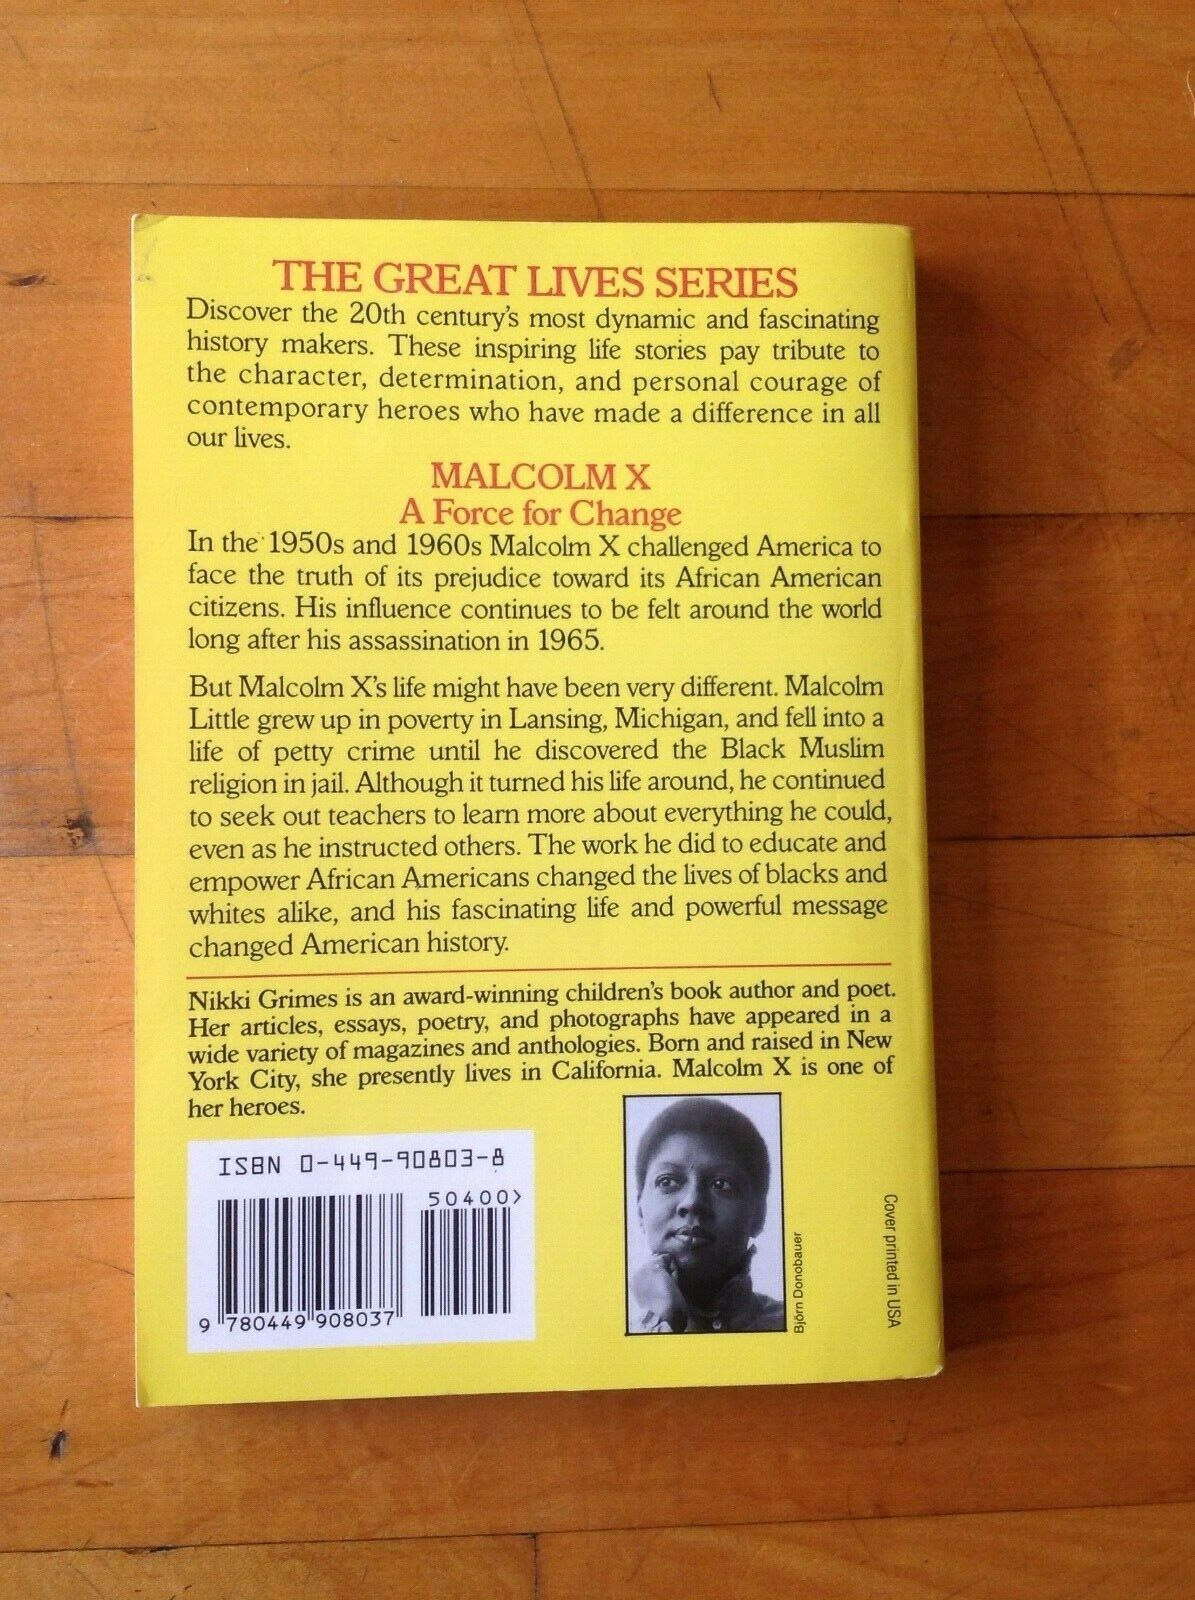 THE GREAT LIVES SERIES
Discover the 20th century's most dynamic and fascinating
history makers. These inspiring life stories pay tribute to
the character, determination, and personal courage of
contemporary heroes who have made a difference in all
our lives.
MALCOLM X
A Force for Change
In the 1950s and 1960s Malcolm X challenged America to
face the truth of its prejudice toward its African American
citizens. His influence continues to be felt around the world
long after his assassination in 1965.
But Malcolm X's life might have been very different. Malcolm
Little grew up in poverty in Lansing, Michigan, and fell into a
life of petty crime until he discovered the Black Muslim
religion in jail. Although it turned his life around, he continued
to seek out teachers to learn more about everything he could,
even as he instructed others. The work he did to educate and
empower African Americans changed the lives of blacks and
whites alike, and his fascinating life and powerful message
changed American history.
Nikki Grimes is an award-winning children's book author and poet.
Her articles, essays, poetry, and photographs have appeared in a
wide variety of magazines and anthologies. Born and raised in New
York City, she presently lives in California. Malcolm X is one of
her heroes.
ISBN 0-449-90803-8
50400>
9 780449 908037
Björn Donobauer
Cover printed in USA